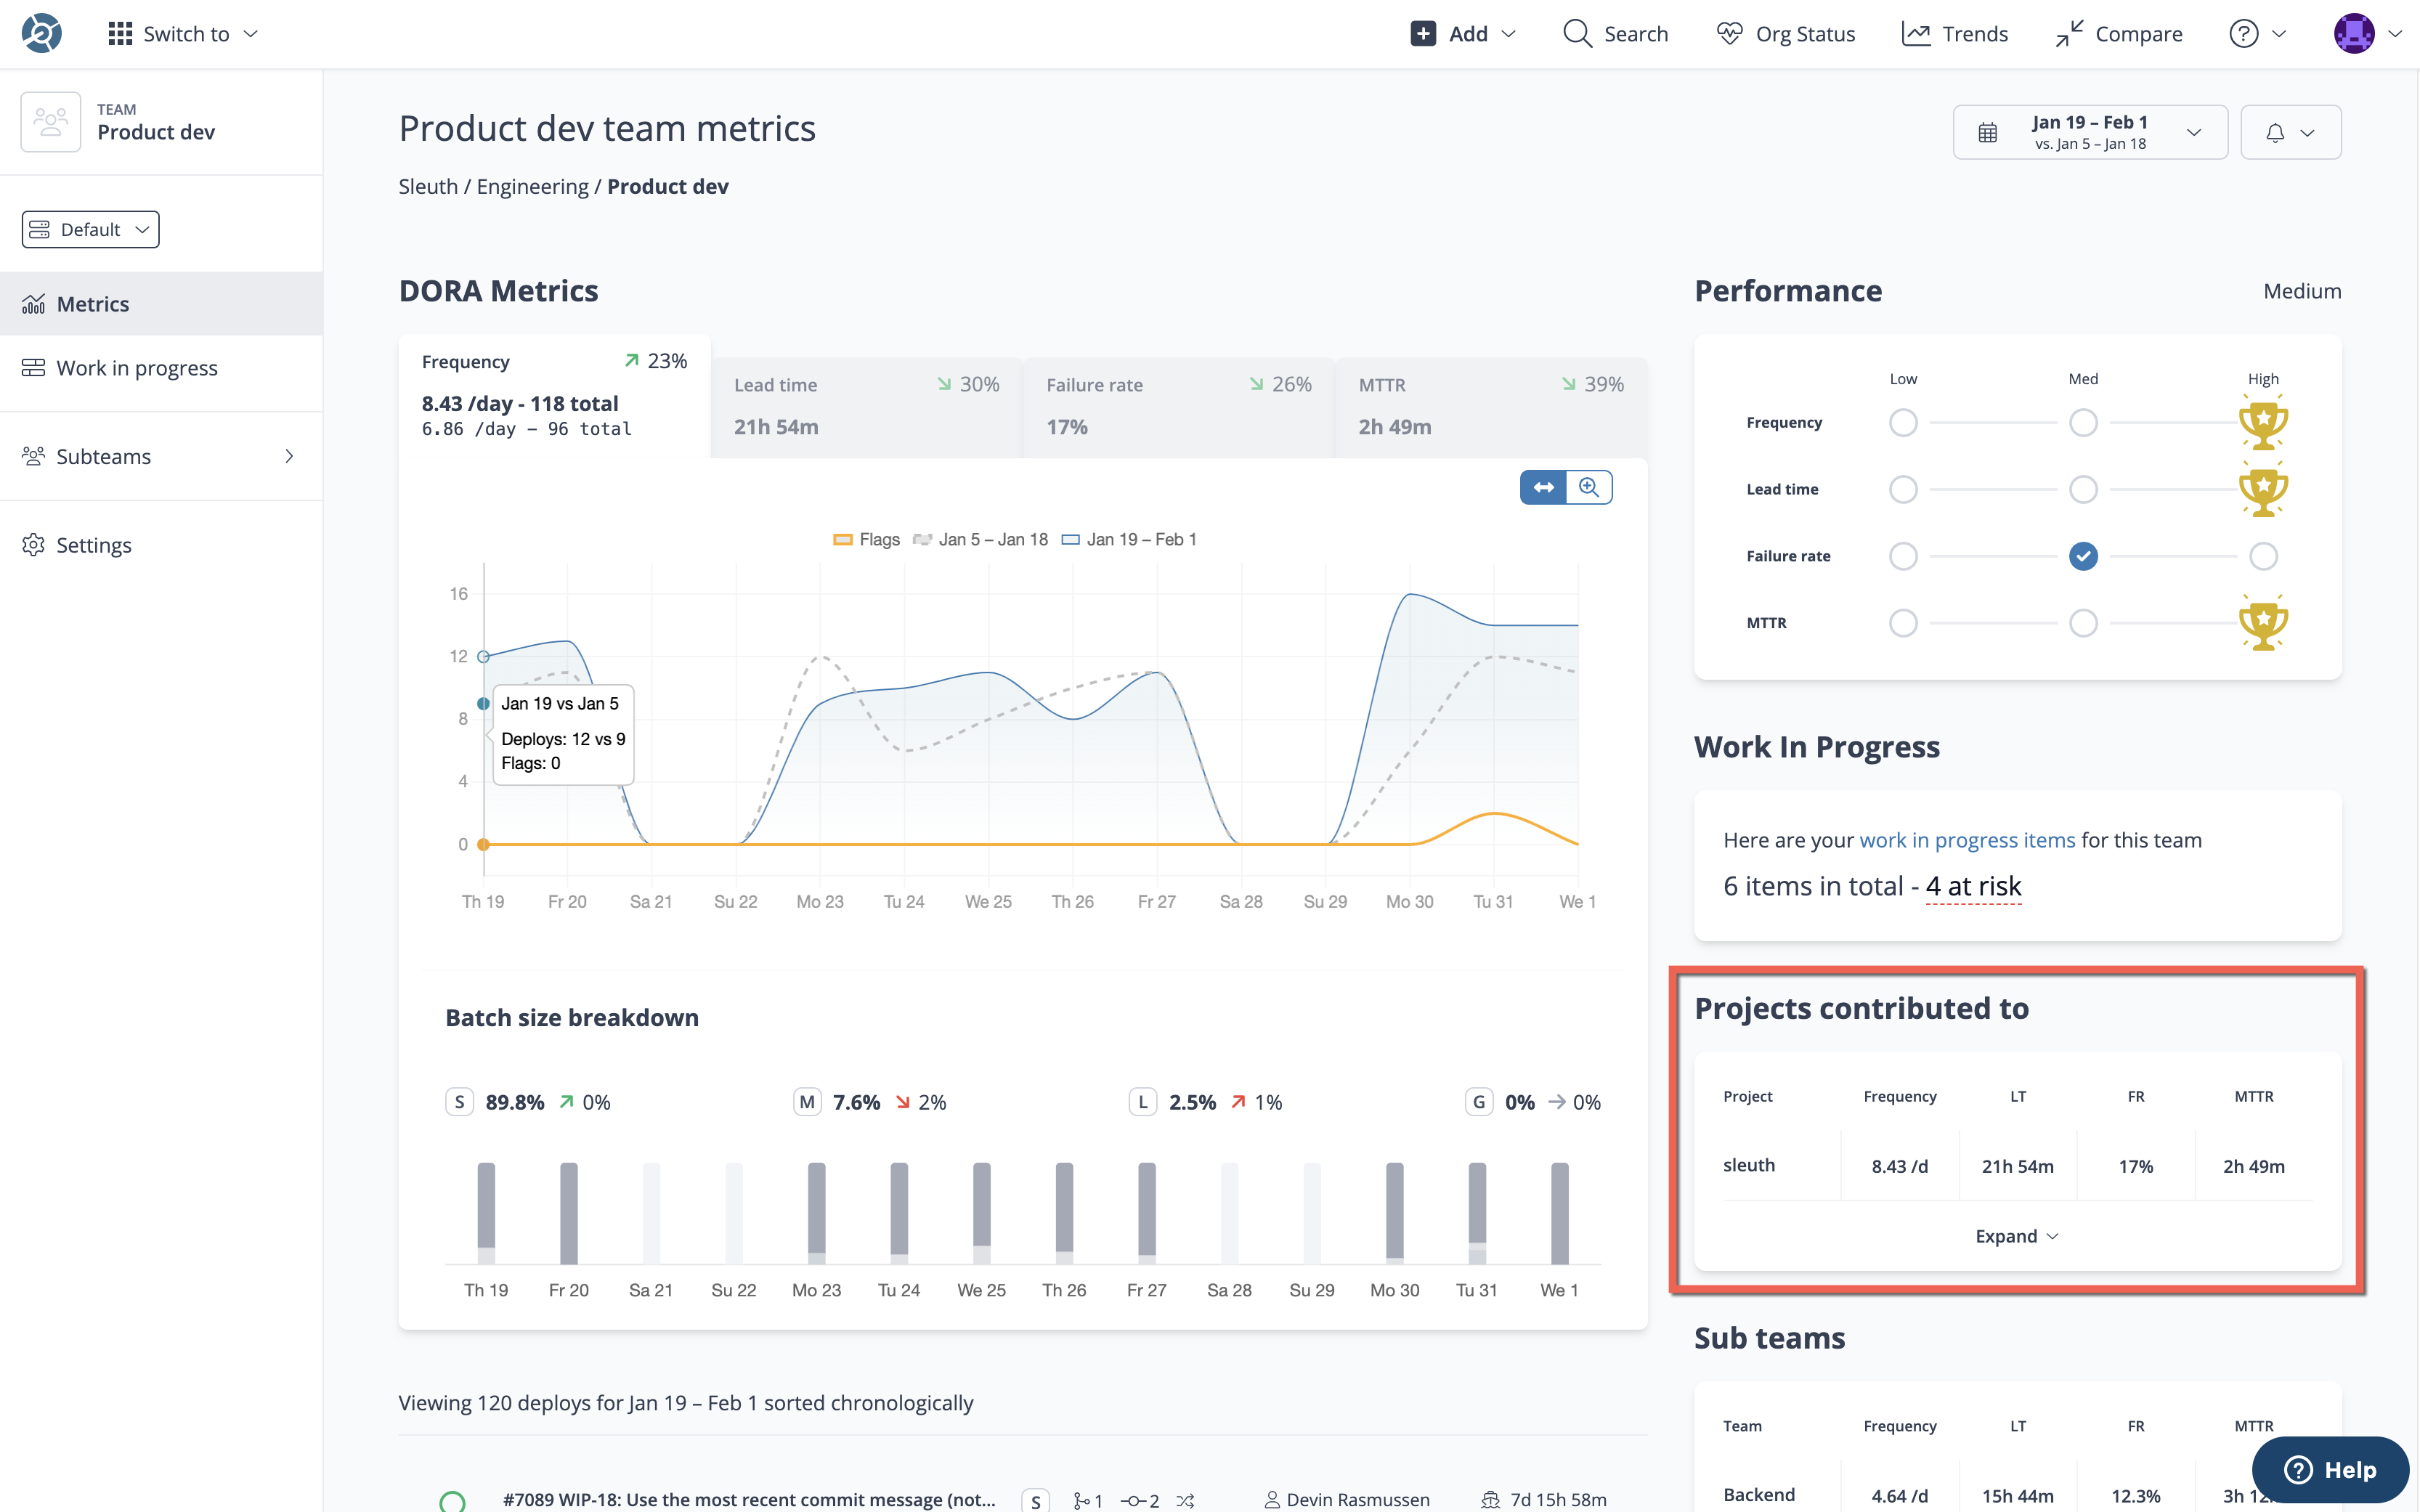 Switch to
Add
Search
Org Status
Trends
Compare
TEAM
Product dev
Default
Metrics
Work in progress
Subteams
Settings
Product dev team metrics
Sleuth / Engineering / Product dev
Jan 19 – Feb 1
vs. Jan 5 – Jan 18
DORA Metrics
Frequency 23%
8.43 /day - 118 total
6.86 /day – 96 total
Lead time 30%
21h 54m
Failure rate 26%
17%
MTTR 39%
2h 49m
Flags Jan 5 – Jan 18 Jan 19 – Feb 1
16
12
8
4
0
Jan 19 vs Jan 5
Deploys: 12 vs 9
Flags: 0
Th 19 Fr 20 Sa 21 Su 22 Mo 23 Tu 24 We 25 Th 26 Fr 27 Sa 28 Su 29 Mo 30 Tu 31 We 1
Batch size breakdown
S 89.8% 0%
M 7.6% 2%
L 2.5% 1%
G 0% 0%
Th 19 Fr 20 Sa 21 Su 22 Mo 23 Tu 24 We 25 Th 26 Fr 27 Sa 28 Su 29 Mo 30 Tu 31 We 1
Viewing 120 deploys for Jan 19 – Feb 1 sorted chronologically
#7089 WIP-18: Use the most recent commit message (not... S 1 2 Devin Rasmussen 7d 15h 58m
Performance Medium
Low Med High
Frequency
Lead time
Failure rate
MTTR
Work In Progress
Here are your work in progress items for this team
6 items in total - 4 at risk
Projects contributed to
Project Frequency LT FR MTTR
sleuth 8.43 /d 21h 54m 17% 2h 49m
Expand
Sub teams
Team Frequency LT FR MTTR
Backend 4.64 /d 15h 44m 12.3% 3h
Help